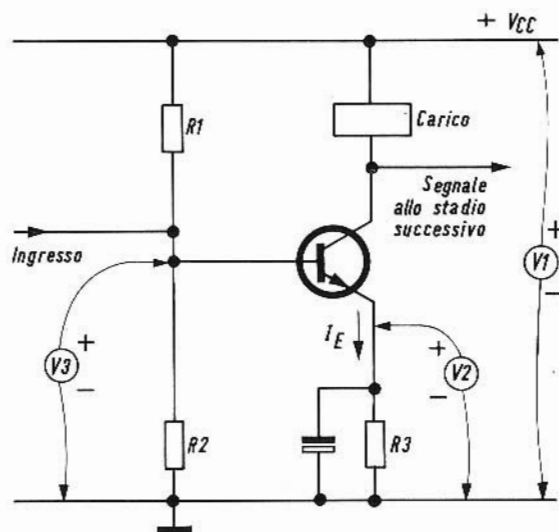 + VCC
R1
Carico
Segnale
allo stadio
successivo
Ingresso
+
V1
−
IE
+
V3
−
+
V2
−
R2
R3